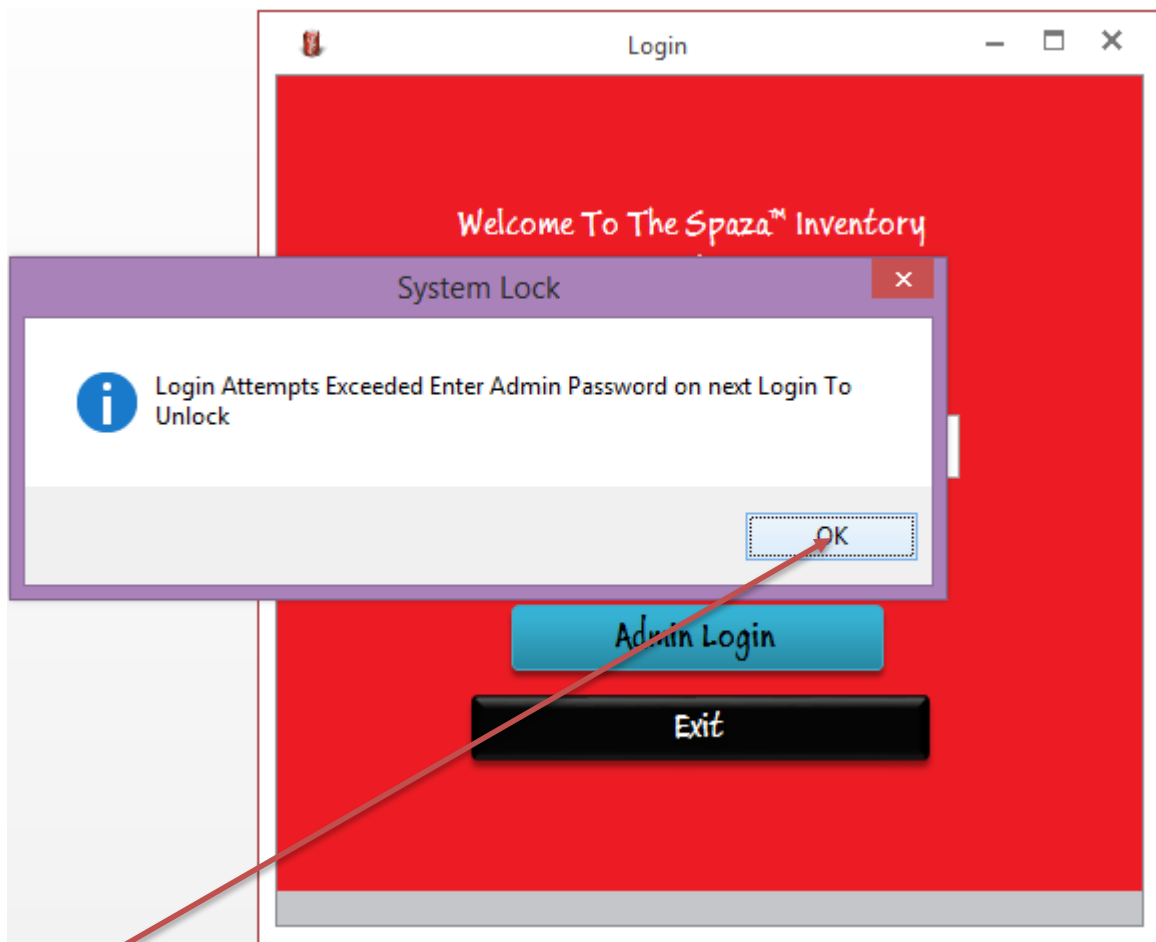 Login
Welcome To The Spaza™ Inventory
System Lock
Login Attempts Exceeded Enter Admin Password on next Login To
Unlock
OK
Admin Login
Exit